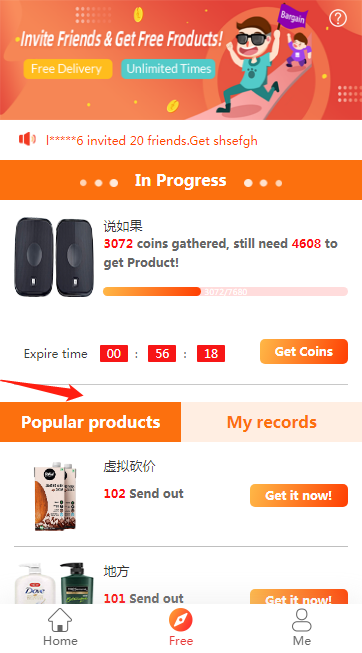 Bargain
?
Invite Friends & Get Free Froducts!
Free Delivery
Unlimited Times
l*****6 invited 20 friends.Get shsefgh
In Progress
说如果
3072 coins gathered, still need 4608 to
get Product!
3072/7680
Expire time 00 : 56 : 18
Get Coins
Popular products
My records
虚拟砍价
102 Send out
Get it now!
地方
101 Send out
Get it now!
Dove
Home
Free
Me